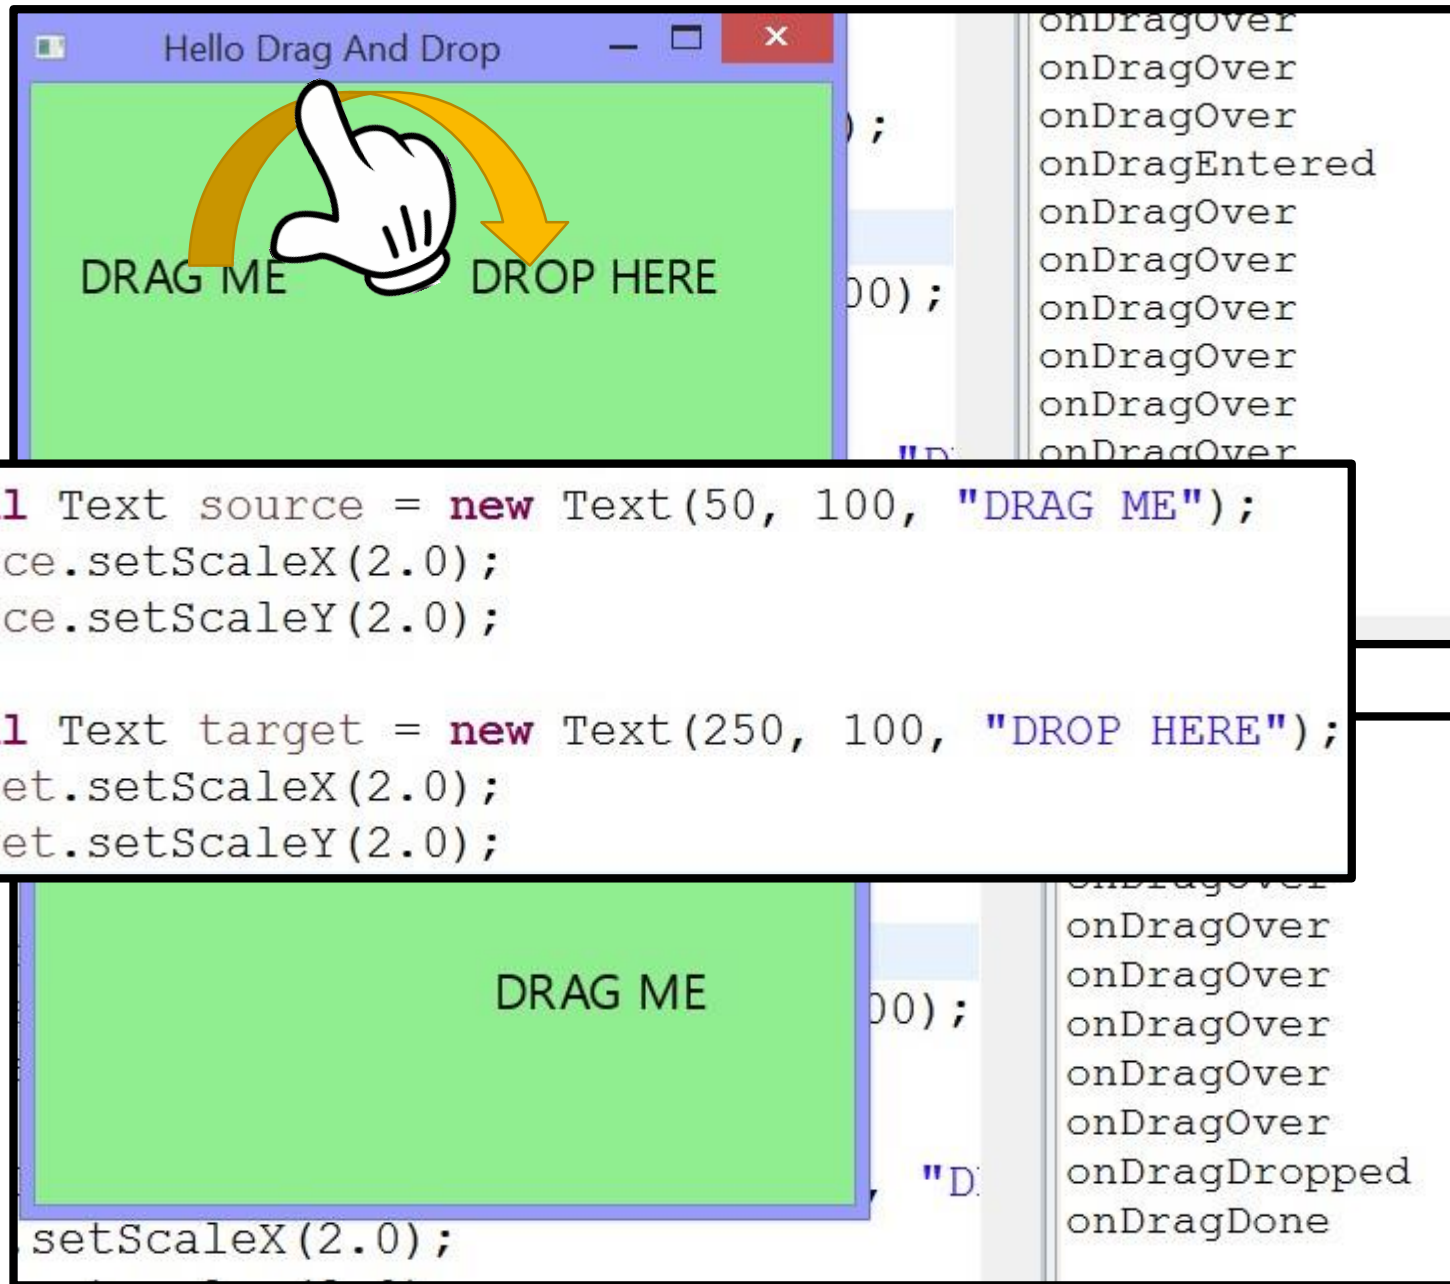 Hello Drag And Drop
DRAG ME
DROP HERE
);
00);
"D
onDragOver
onDragOver
onDragOver
onDragEntered
onDragOver
onDragOver
onDragOver
onDragOver
onDragOver
onDragOver
l Text source = new Text(50, 100, "DRAG ME");
ce.setScaleX(2.0);
ce.setScaleY(2.0);
l Text target = new Text(250, 100, "DROP HERE");
et.setScaleX(2.0);
et.setScaleY(2.0);
DRAG ME
00);
, "D
.setScaleX(2.0);
onDragOver
onDragOver
onDragOver
onDragOver
onDragOver
onDragOver
onDragDropped
onDragDone